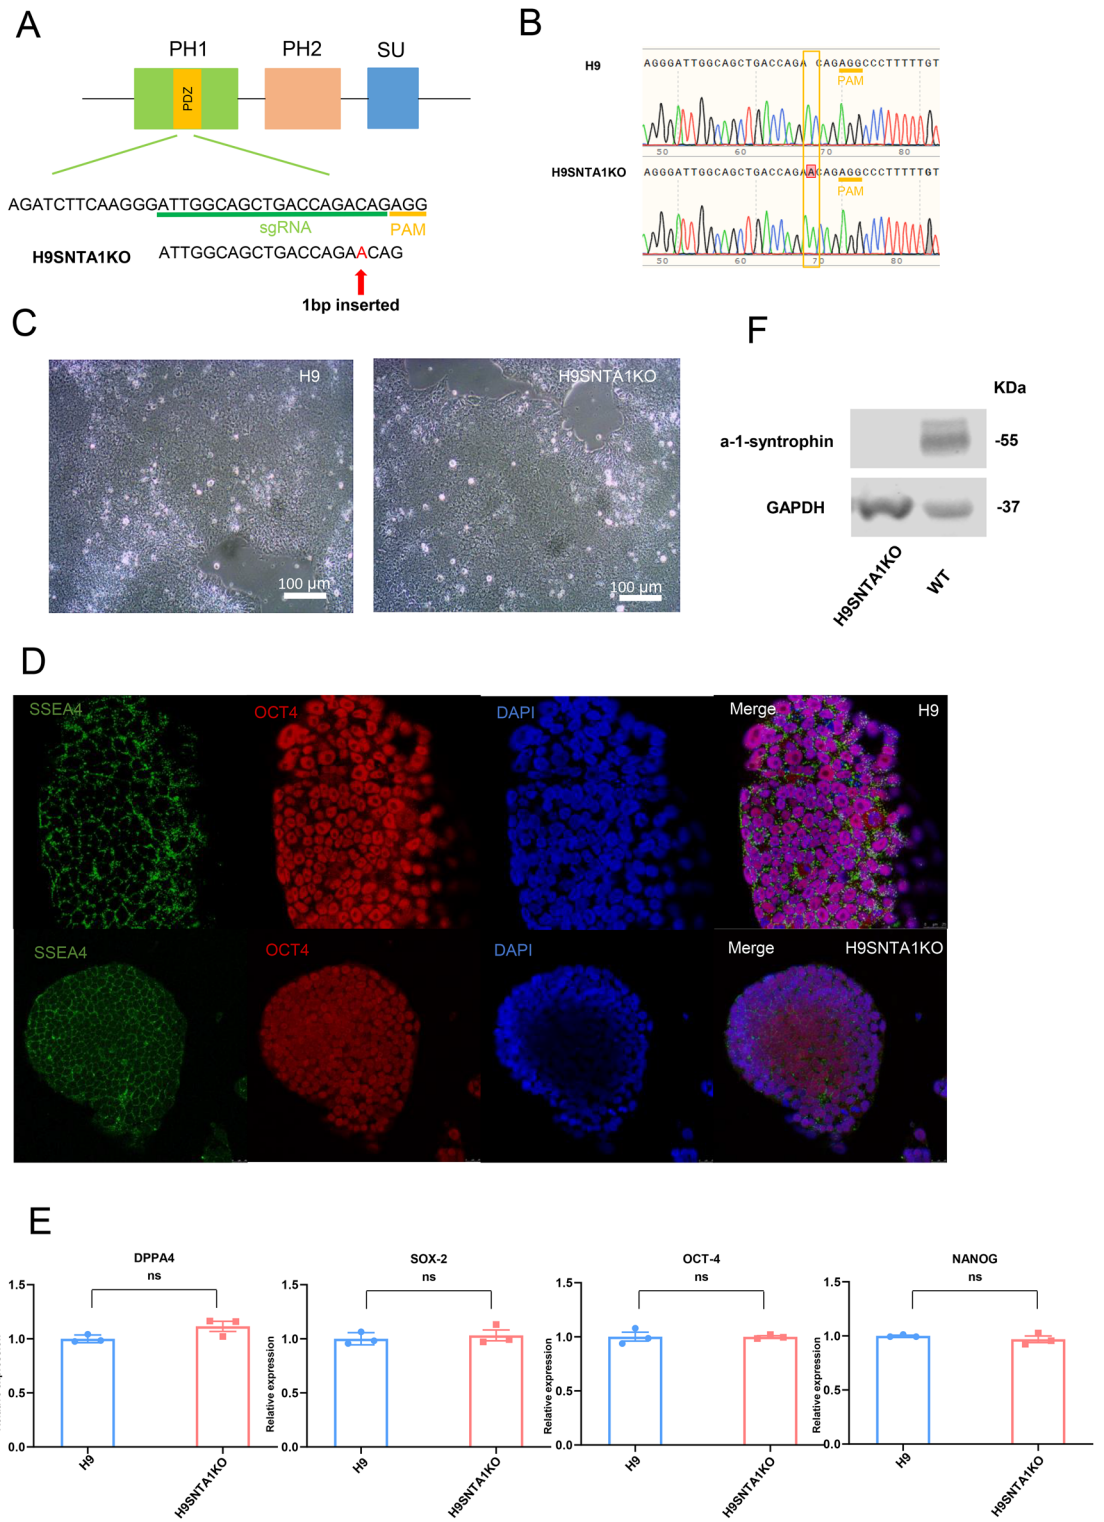 A
PH1
PH2
SU
PDZ
AGATCTTCAAGGGATTGGCAGCTGACCAGACAGAGG
sgRNA
PAM
H9SNTA1KO
ATTGGCAGCTGACCAGAACAG
1bp inserted
B
H9
AGGGATTGGCAGCTGACCAGA CAGAGGCCCTTTTTGT
PAM
50 60 70 80
H9SNTA1KO
AGGGATTGGCAGCTGACCAGAACAGAGGCCCTTTTTGT
PAM
50 60 70 80
C
H9
100 μm
H9SNTA1KO
100 μm
F
KDa
a-1-syntrophin
-55
GAPDH
-37
H9SNTA1KO
WT
D
SSEA4
OCT4
DAPI
Merge
H9
SSEA4
OCT4
DAPI
Merge
H9SNTA1KO
E
DPPA4
ns
1.5
1.0
0.5
0.0
H9
H9SNTA1KO
SOX-2
ns
Relative expression
1.5
1.0
0.5
0.0
H9
H9SNTA1KO
OCT-4
ns
Relative expression
1.5
1.0
0.5
0.0
H9
H9SNTA1KO
NANOG
ns
Relative expression
1.5
1.0
0.5
0.0
H9
H9SNTA1KO